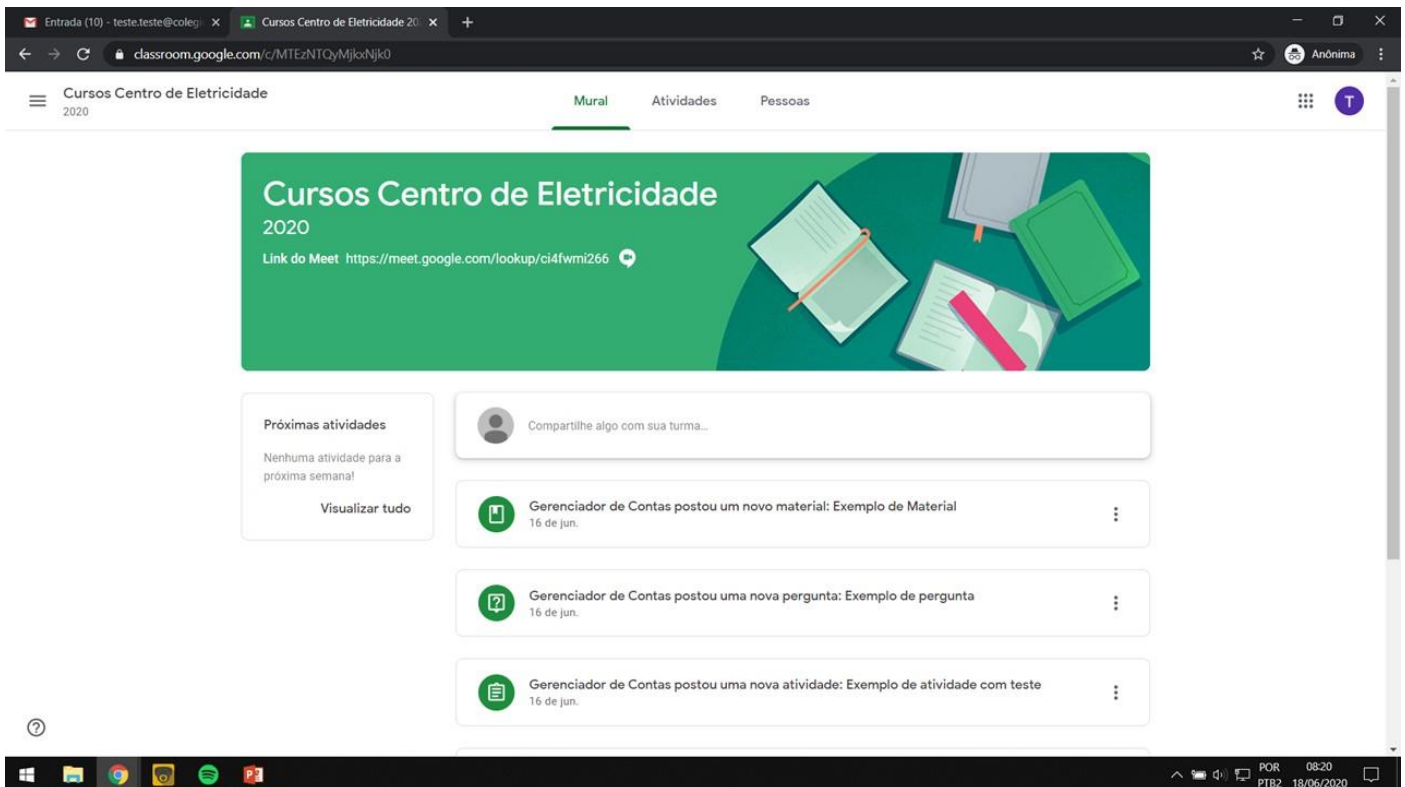 Entrada (10) - teste.teste@colegi
Cursos Centro de Eletricidade 20
classroom.google.com/c/MTEzNTQyMjkxNjk0
Anônima
Cursos Centro de Eletricidade
2020
Mural
Atividades
Pessoas
T
Cursos Centro de Eletricidade
2020
Link do Meet https://meet.google.com/lookup/ci4fwmi266
Próximas atividades
Nenhuma atividade para a
próxima semana!
Visualizar tudo
Compartilhe algo com sua turma...
Gerenciador de Contas postou um novo material: Exemplo de Material
16 de jun.
Gerenciador de Contas postou uma nova pergunta: Exemplo de pergunta
16 de jun.
Gerenciador de Contas postou uma nova atividade: Exemplo de atividade com teste
16 de jun.
POR
PTB2
08:20
18/06/2020